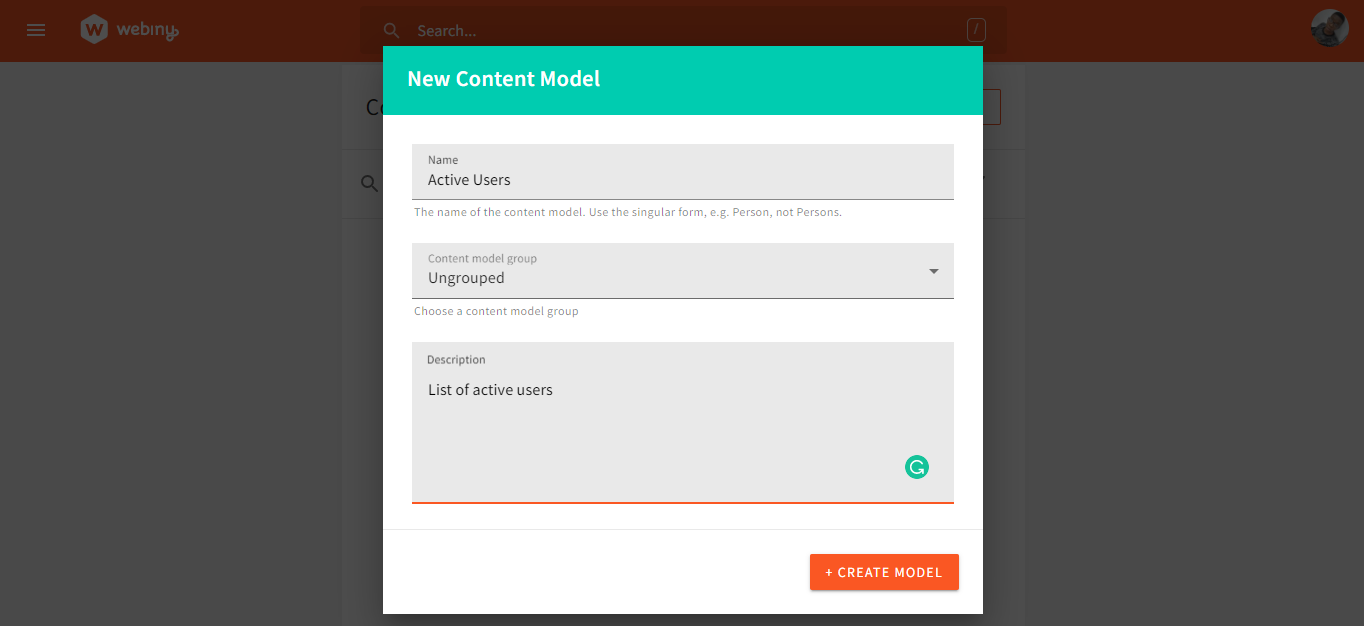 webiny
Search...
/
New Content Model
Name
Active Users
The name of the content model. Use the singular form, e.g. Person, not Persons.
Content model group
Ungrouped
Choose a content model group
Description
List of active users
+ CREATE MODEL